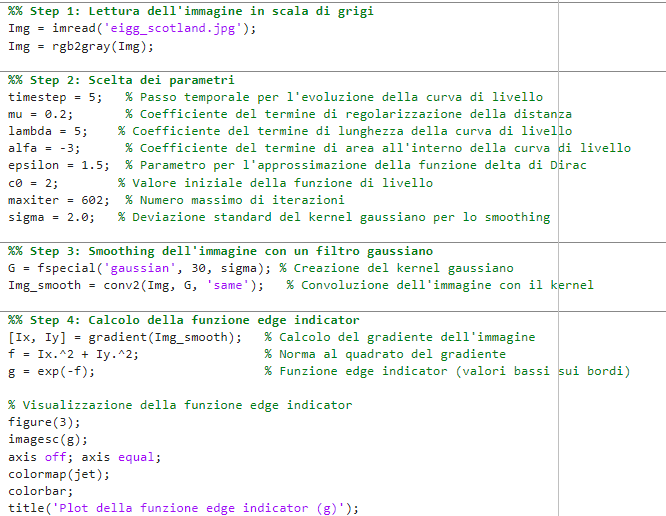 %% Step 1: Lettura dell'immagine in scala di grigi
Img = imread('eigg_scotland.jpg');
Img = rgb2gray(Img);
%% Step 2: Scelta dei parametri
timestep = 5;   % Passo temporale per l'evoluzione della curva di livello
mu = 0.2;       % Coefficiente del termine di regolarizzazione della distanza
lambda = 5;    % Coefficiente del termine di lunghezza della curva di livello
alfa = -3;      % Coefficiente del termine di area all'interno della curva di livello
epsilon = 1.5;  % Parametro per l'approssimazione della funzione delta di Dirac
c0 = 2;        % Valore iniziale della funzione di livello
maxiter = 602;  % Numero massimo di iterazioni
sigma = 2.0;   % Deviazione standard del kernel gaussiano per lo smoothing
%% Step 3: Smoothing dell'immagine con un filtro gaussiano
G = fspecial('gaussian', 30, sigma); % Creazione del kernel gaussiano
Img_smooth = conv2(Img, G, 'same');   % Convoluzione dell'immagine con il kernel
%% Step 4: Calcolo della funzione edge indicator
[Ix, Iy] = gradient(Img_smooth);   % Calcolo del gradiente dell'immagine
f = Ix.^2 + Iy.^2;                 % Norma al quadrato del gradiente
g = exp(-f);                       % Funzione edge indicator (valori bassi sui bordi)
% Visualizzazione della funzione edge indicator
figure(3);
imagesc(g);
axis off; axis equal;
colormap(jet);
colorbar;
title('Plot della funzione edge indicator (g)');